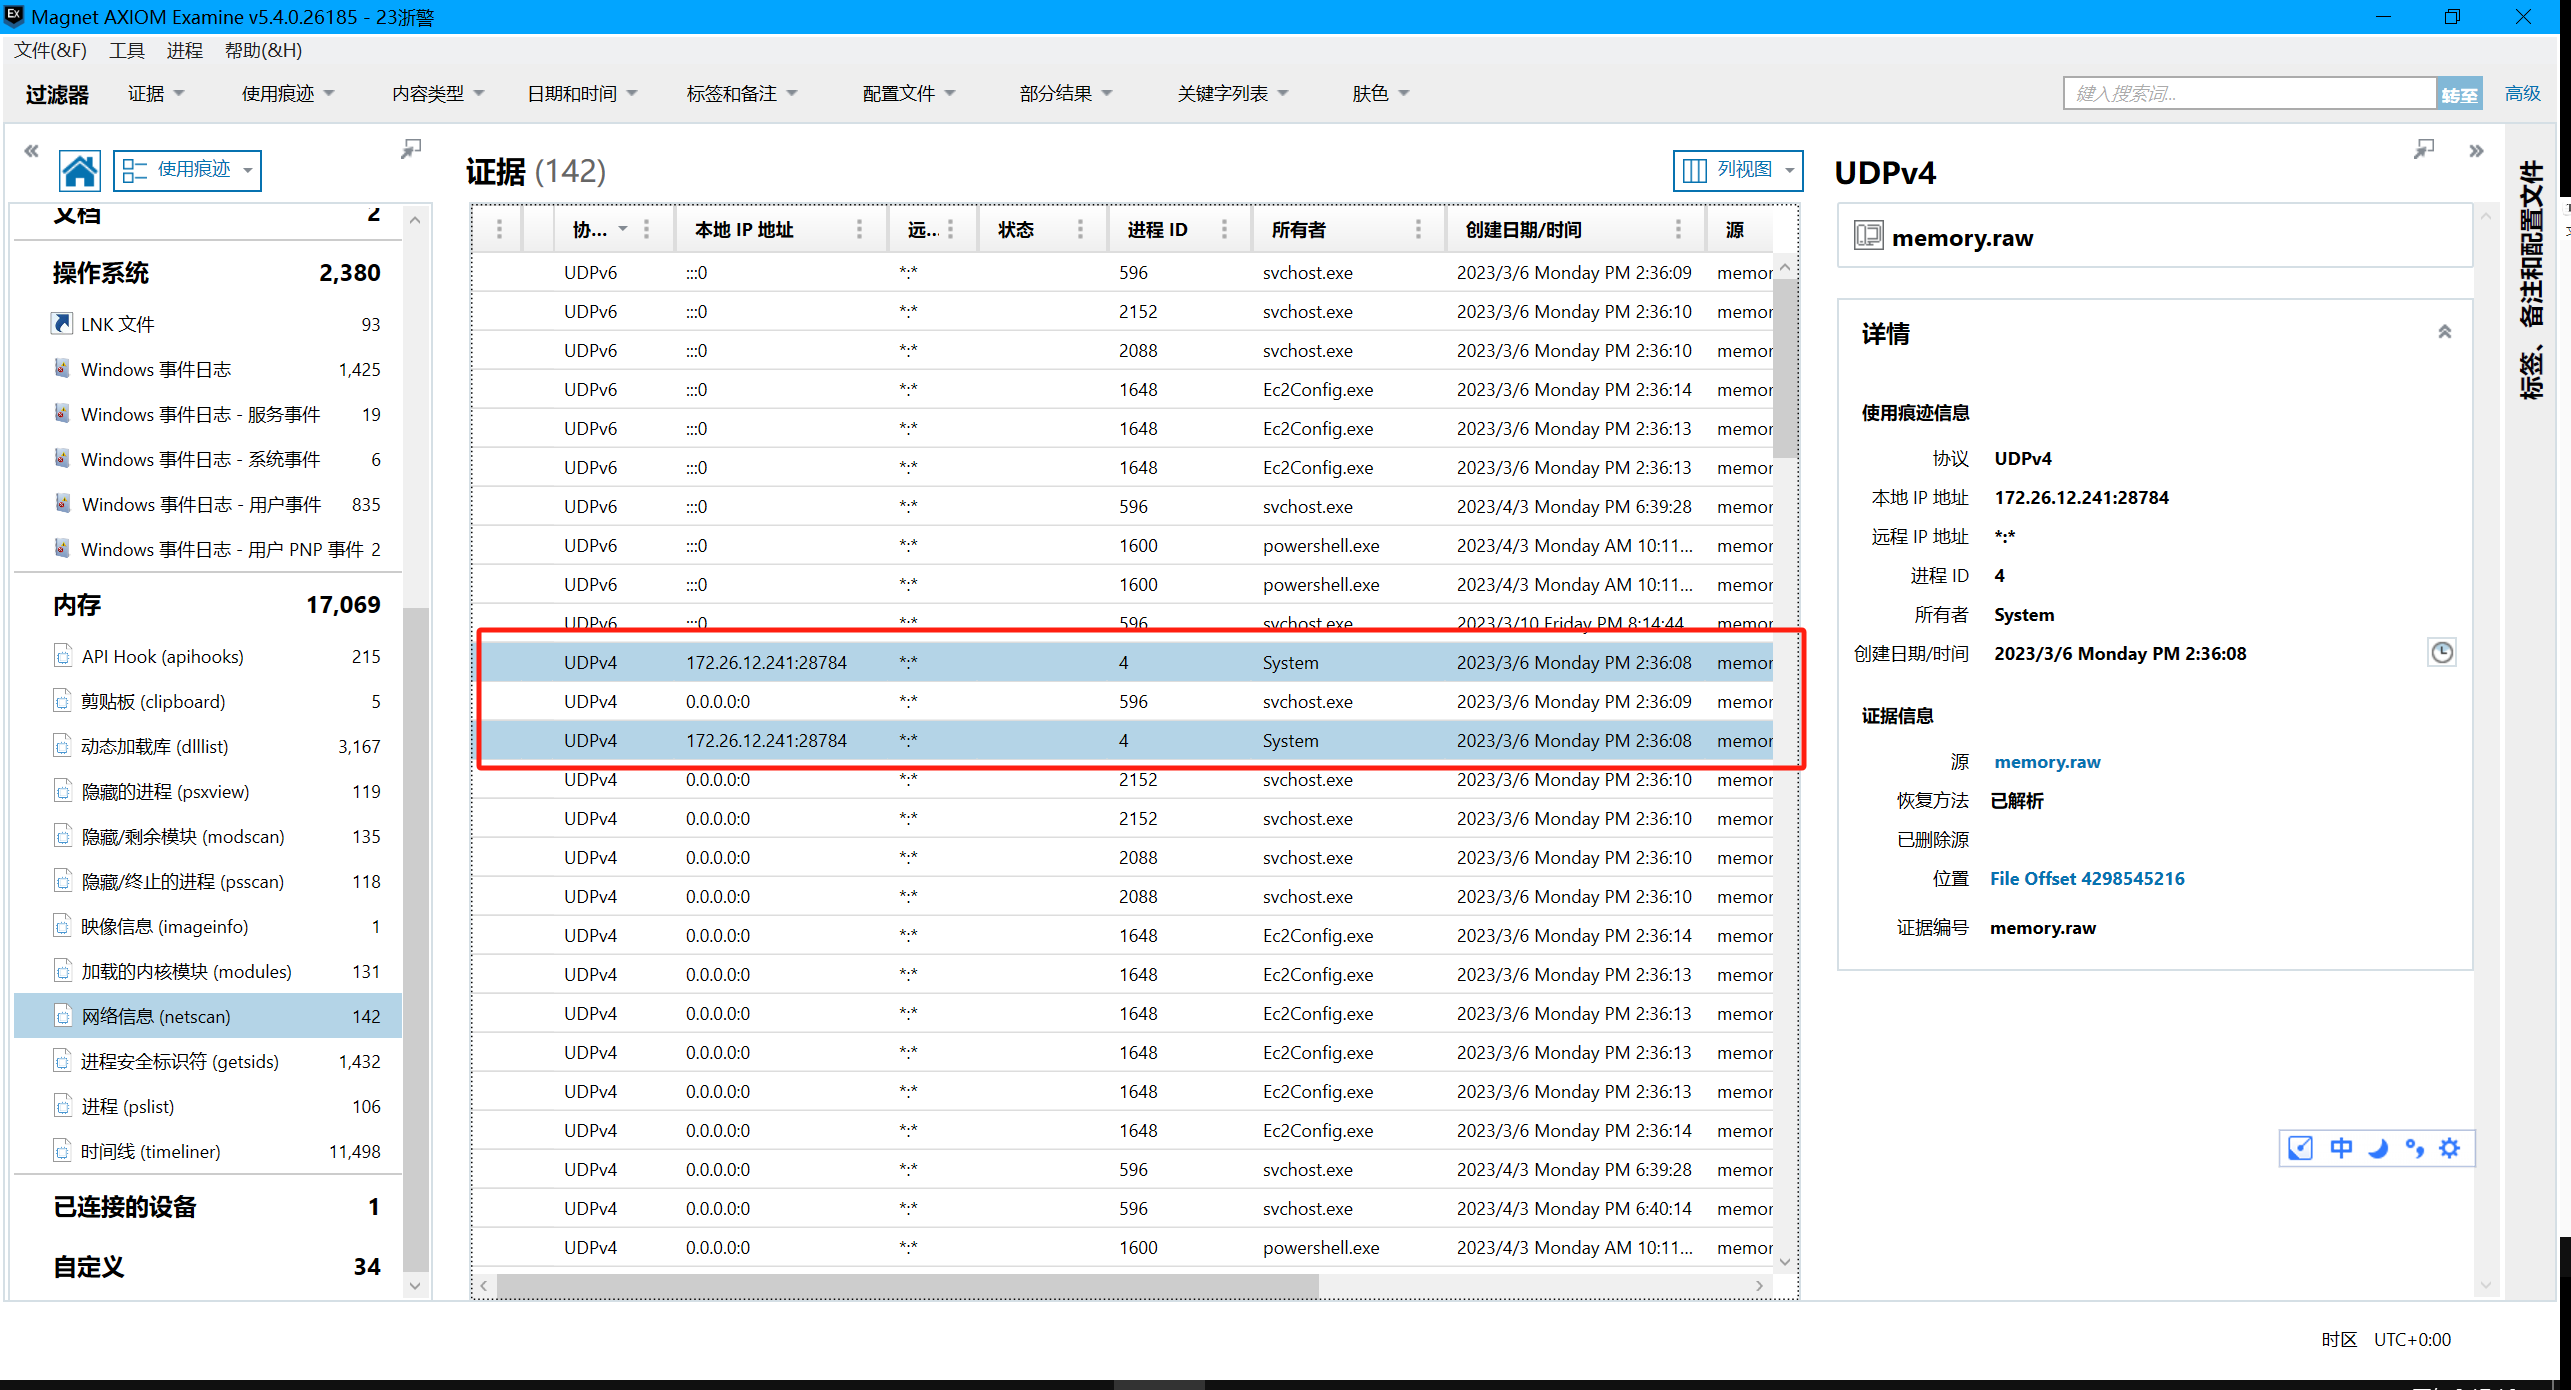 Magnet AXIOM Examine v5.4.0.26185 - 23浙警
文件(&F) 工具 进程 帮助(&H)
过滤器 证据 使用痕迹 内容类型 日期和时间 标签和备注 配置文件 部分结果 关键字列表 肤色 键入搜索词... 转至 高级
使用痕迹
文档 2
操作系统 2,380
LNK 文件 93
Windows 事件日志 1,425
Windows 事件日志 - 服务事件 19
Windows 事件日志 - 系统事件 6
Windows 事件日志 - 用户事件 835
Windows 事件日志 - 用户 PNP 事件 2
内存 17,069
API Hook (apihooks) 215
剪贴板 (clipboard) 5
动态加载库 (dlllist) 3,167
隐藏的进程 (psxview) 119
隐藏/剩余模块 (modscan) 135
隐藏/终止的进程 (psscan) 118
映像信息 (imageinfo) 1
加载的内核模块 (modules) 131
网络信息 (netscan) 142
进程安全标识符 (getsids) 1,432
进程 (pslist) 106
时间线 (timeliner) 11,498
已连接的设备 1
自定义 34
证据 (142) 列视图
协... 本地 IP 地址 远... 状态 进程 ID 所有者 创建日期/时间 源
UDPv6 :::0 *:* 596 svchost.exe 2023/3/6 Monday PM 2:36:09 memor
UDPv6 :::0 *:* 2152 svchost.exe 2023/3/6 Monday PM 2:36:10 memor
UDPv6 :::0 *:* 2088 svchost.exe 2023/3/6 Monday PM 2:36:10 memor
UDPv6 :::0 *:* 1648 Ec2Config.exe 2023/3/6 Monday PM 2:36:14 memor
UDPv6 :::0 *:* 1648 Ec2Config.exe 2023/3/6 Monday PM 2:36:13 memor
UDPv6 :::0 *:* 1648 Ec2Config.exe 2023/3/6 Monday PM 2:36:13 memor
UDPv6 :::0 *:* 596 svchost.exe 2023/4/3 Monday PM 6:39:28 memor
UDPv6 :::0 *:* 1600 powershell.exe 2023/4/3 Monday AM 10:11... memor
UDPv6 :::0 *:* 1600 powershell.exe 2023/4/3 Monday AM 10:11... memor
UDPv6 :::0 *:* 596 svchost.exe 2023/3/10 Friday PM 8:14:44 memor
UDPv4 172.26.12.241:28784 *:* 4 System 2023/3/6 Monday PM 2:36:08 memor
UDPv4 0.0.0.0:0 *:* 596 svchost.exe 2023/3/6 Monday PM 2:36:09 memor
UDPv4 172.26.12.241:28784 *:* 4 System 2023/3/6 Monday PM 2:36:08 memor
UDPv4 0.0.0.0:0 *:* 2152 svchost.exe 2023/3/6 Monday PM 2:36:10 memor
UDPv4 0.0.0.0:0 *:* 2152 svchost.exe 2023/3/6 Monday PM 2:36:10 memor
UDPv4 0.0.0.0:0 *:* 2088 svchost.exe 2023/3/6 Monday PM 2:36:10 memor
UDPv4 0.0.0.0:0 *:* 2088 svchost.exe 2023/3/6 Monday PM 2:36:10 memor
UDPv4 0.0.0.0:0 *:* 1648 Ec2Config.exe 2023/3/6 Monday PM 2:36:14 memor
UDPv4 0.0.0.0:0 *:* 1648 Ec2Config.exe 2023/3/6 Monday PM 2:36:13 memor
UDPv4 0.0.0.0:0 *:* 1648 Ec2Config.exe 2023/3/6 Monday PM 2:36:13 memor
UDPv4 0.0.0.0:0 *:* 1648 Ec2Config.exe 2023/3/6 Monday PM 2:36:13 memor
UDPv4 0.0.0.0:0 *:* 1648 Ec2Config.exe 2023/3/6 Monday PM 2:36:13 memor
UDPv4 0.0.0.0:0 *:* 1648 Ec2Config.exe 2023/3/6 Monday PM 2:36:14 memor
UDPv4 0.0.0.0:0 *:* 596 svchost.exe 2023/4/3 Monday PM 6:39:28 memor
UDPv4 0.0.0.0:0 *:* 596 svchost.exe 2023/4/3 Monday PM 6:40:14 memor
UDPv4 0.0.0.0:0 *:* 1600 powershell.exe 2023/4/3 Monday AM 10:11... memor
UDPv4
memory.raw
详情
使用痕迹信息
协议 UDPv4
本地 IP 地址 172.26.12.241:28784
远程 IP 地址 *:*
进程 ID 4
所有者 System
创建日期/时间 2023/3/6 Monday PM 2:36:08
证据信息
源 memory.raw
恢复方法 已解析
已删除源
位置 File Offset 4298545216
证据编号 memory.raw
标签、备注和配置文件
中
时区 UTC+0:00